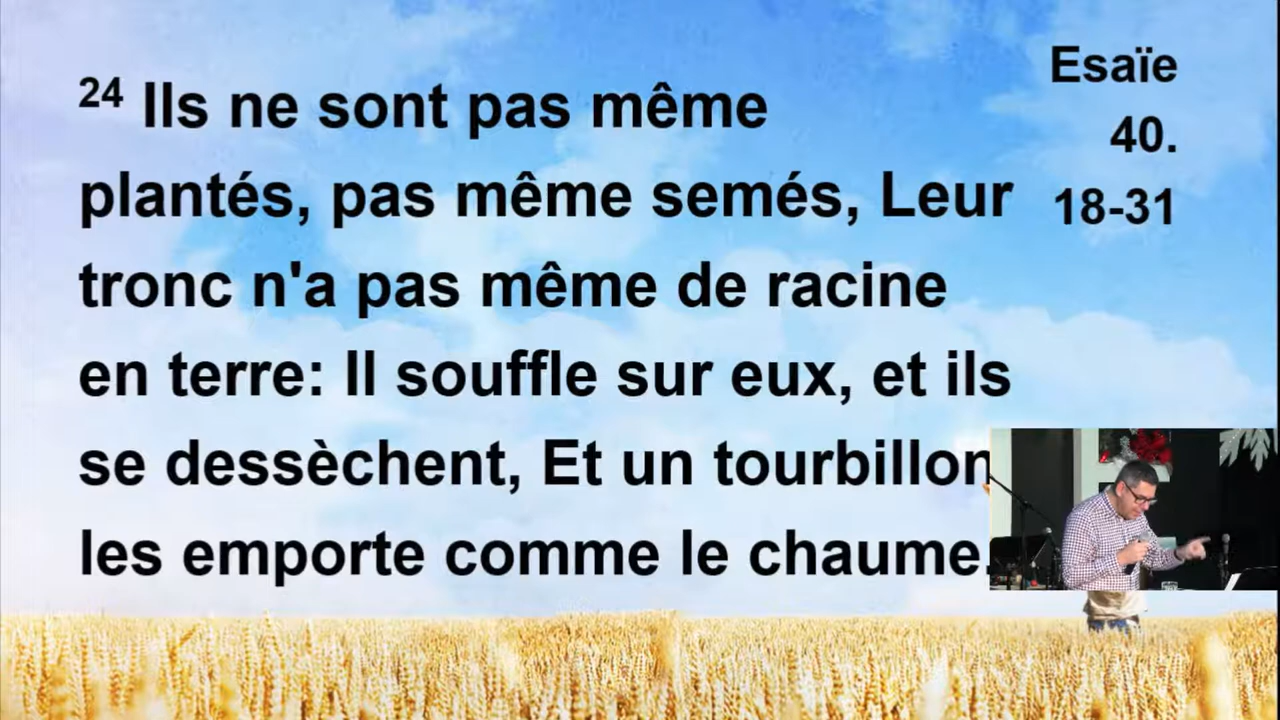 24 Ils ne sont pas même
plantés, pas même semés, Leur
tronc n'a pas même de racine
en terre: Il souffle sur eux, et ils
se dessèchent, Et un tourbillon
les emporte comme le chaume.
Esaïe
40.
18-31